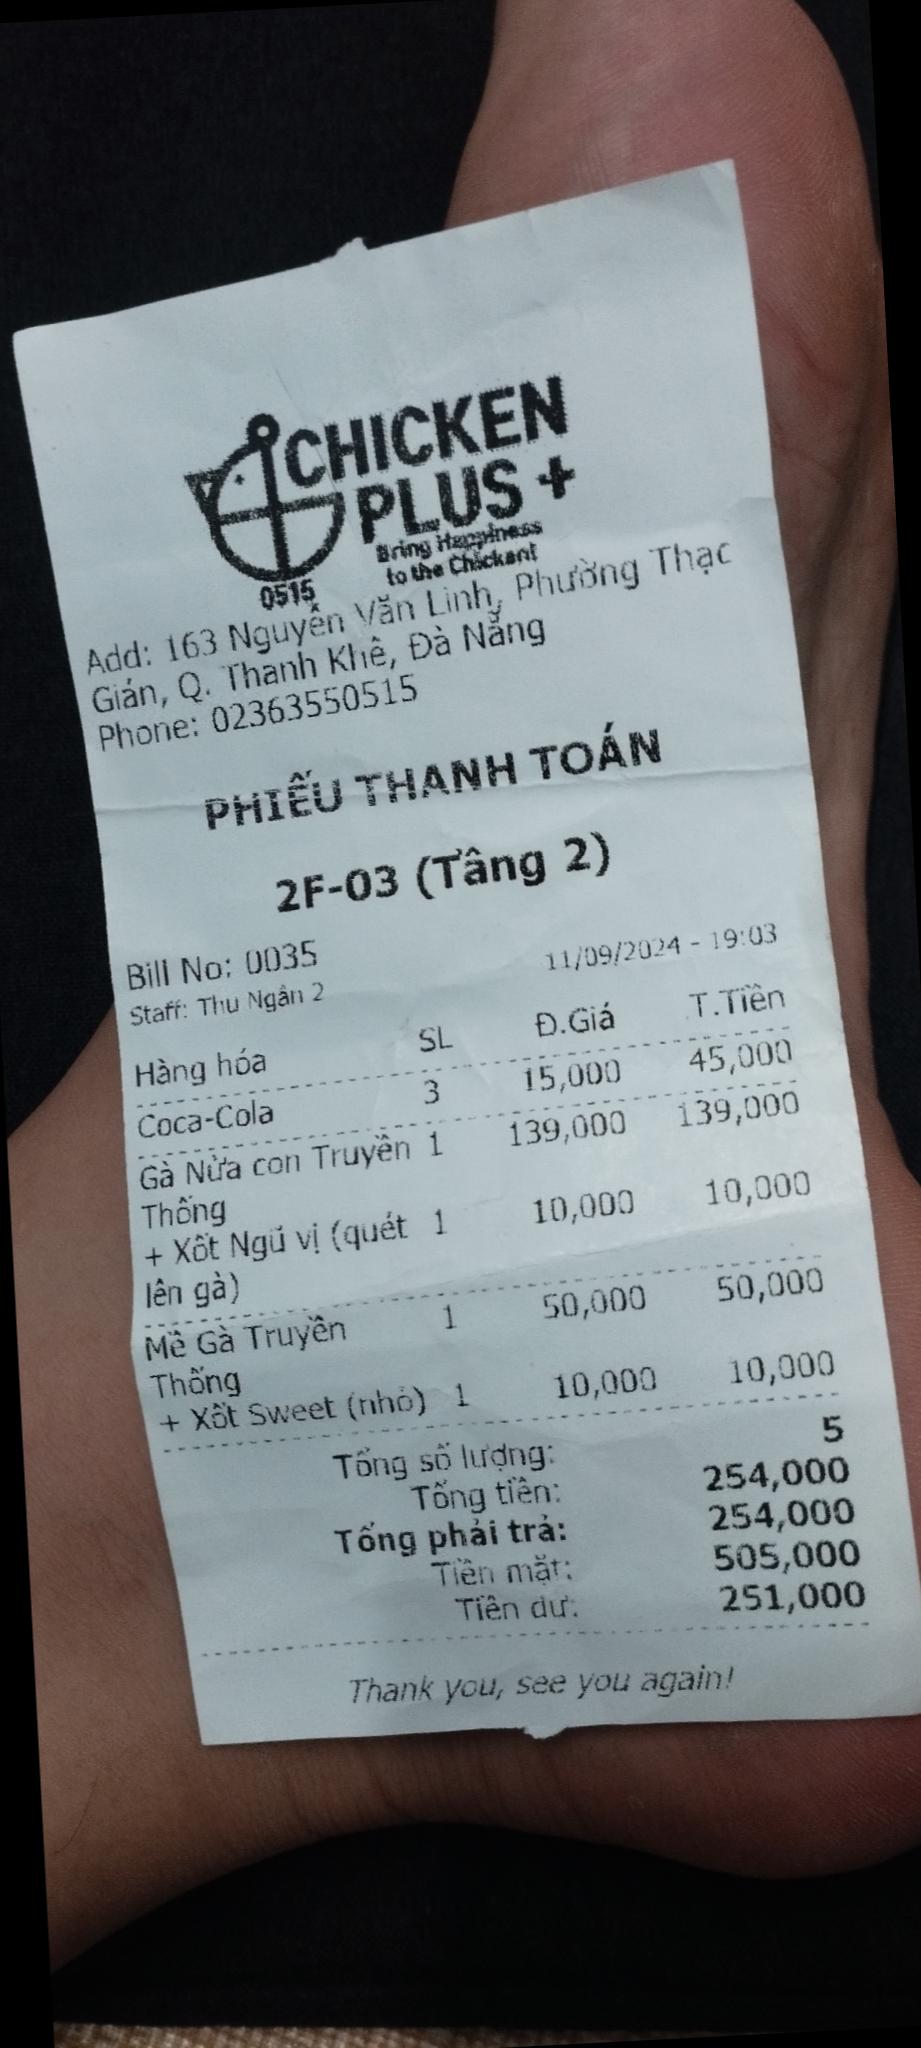 CHICKEN
PLUS +
Bring Happiness
to the Chicken!
0515
Add: 163 Nguyễn Văn Linh, Phường Thạc
Gián, Q. Thanh Khê, Đà Nẵng
Phone: 02363550515
PHIẾU THANH TOÁN
2F-03 (Tầng 2)
Bill No: 0035 11/09/2024 - 19:03
Staff: Thu Ngân 2
Hàng hóa SL Đ.Giá T.Tiền
Coca-Cola 3 15,000 45,000
Gà Nửa con Truyền 1 139,000 139,000
Thống
+ Xốt Ngũ vị (quét 1 10,000 10,000
lên gà)
Mề Gà Truyền 1 50,000 50,000
Thống
+ Xốt Sweet (nhỏ) 1 10,000 10,000
Tổng số lượng: 5
Tổng tiền: 254,000
Tổng phải trả: 254,000
Tiền mặt: 505,000
Tiền dư: 251,000
Thank you, see you again!